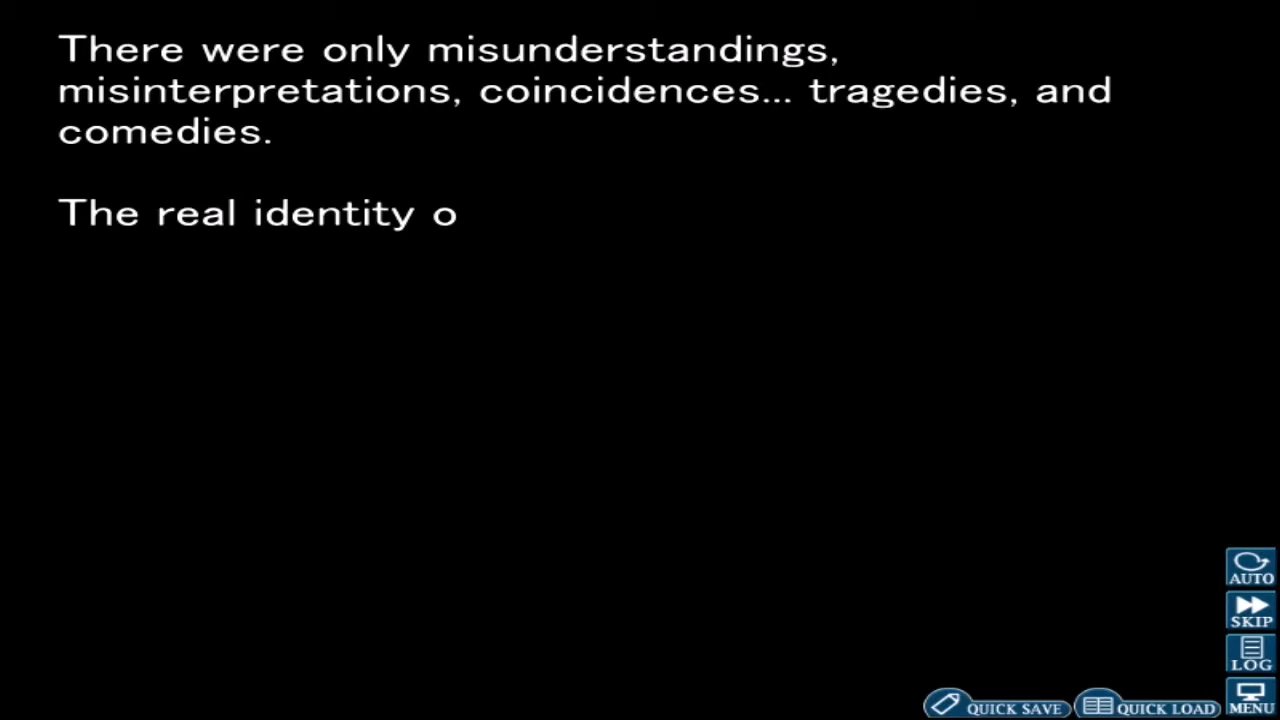 There were only misunderstandings,
misinterpretations, coincidences... tragedies, and
comedies.
The real identity o
AUTO
SKIP
LOG
QUICK SAVE
QUICK LOAD
MENU